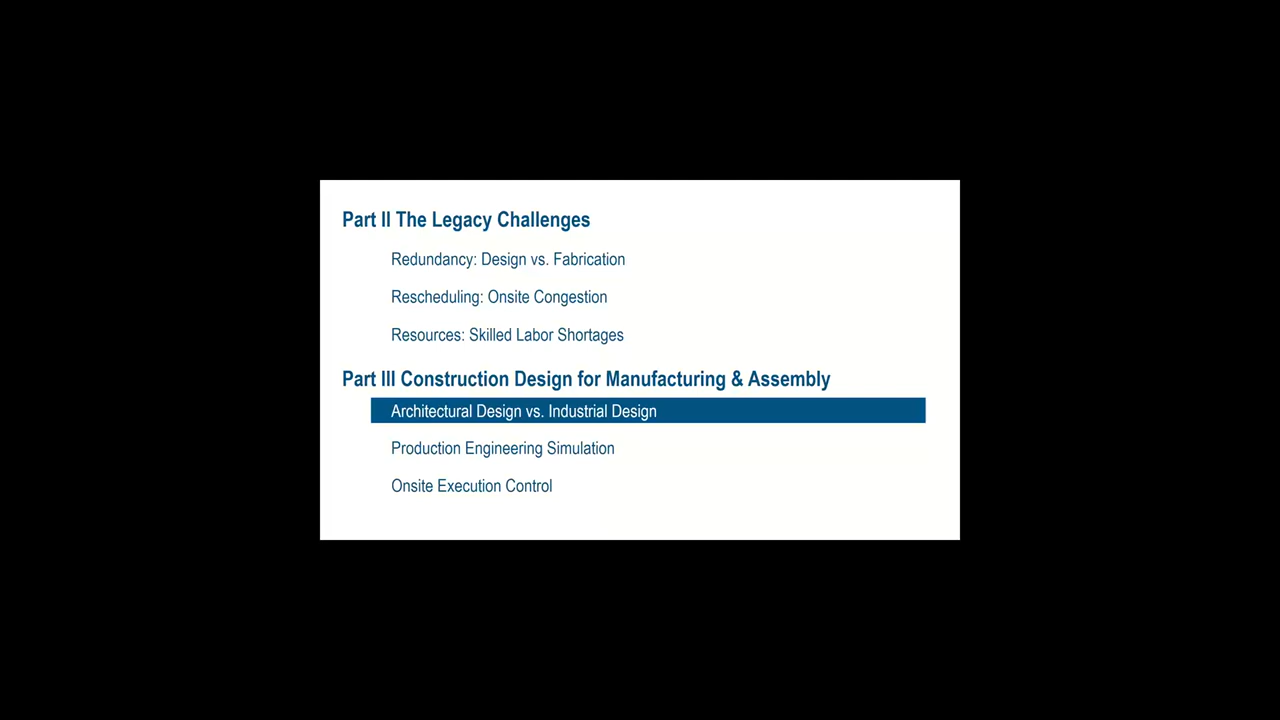 Part II The Legacy Challenges
Redundancy: Design vs. Fabrication
Rescheduling: Onsite Congestion
Resources: Skilled Labor Shortages
Part III Construction Design for Manufacturing & Assembly
Architectural Design vs. Industrial Design
Production Engineering Simulation
Onsite Execution Control